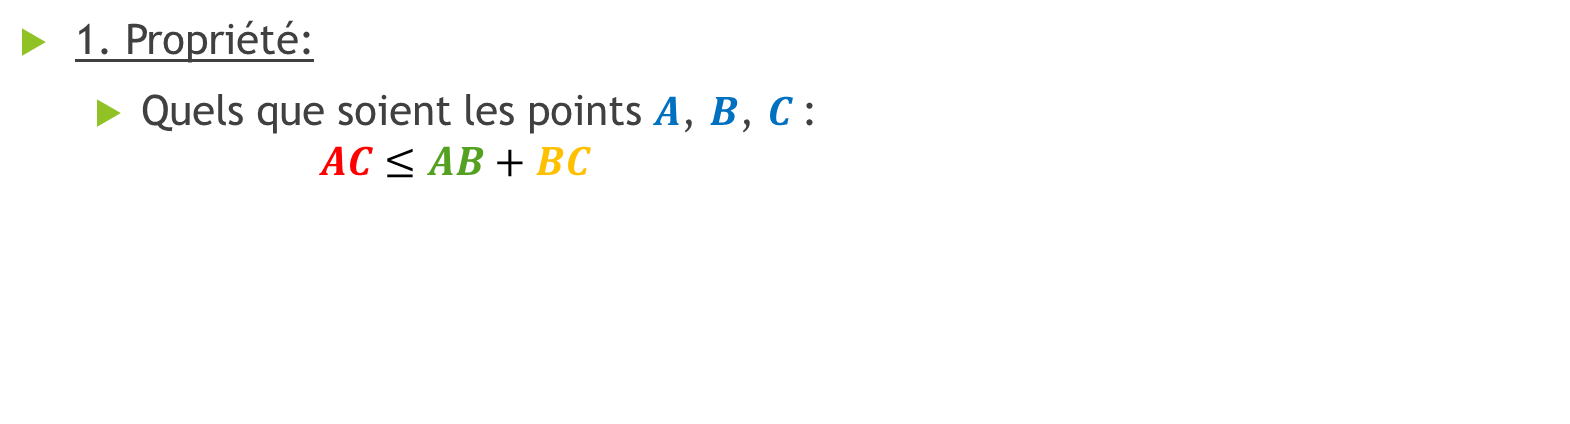 1. Propriété:
Quels que soient les points A, B, C :
AC ≤ AB + BC